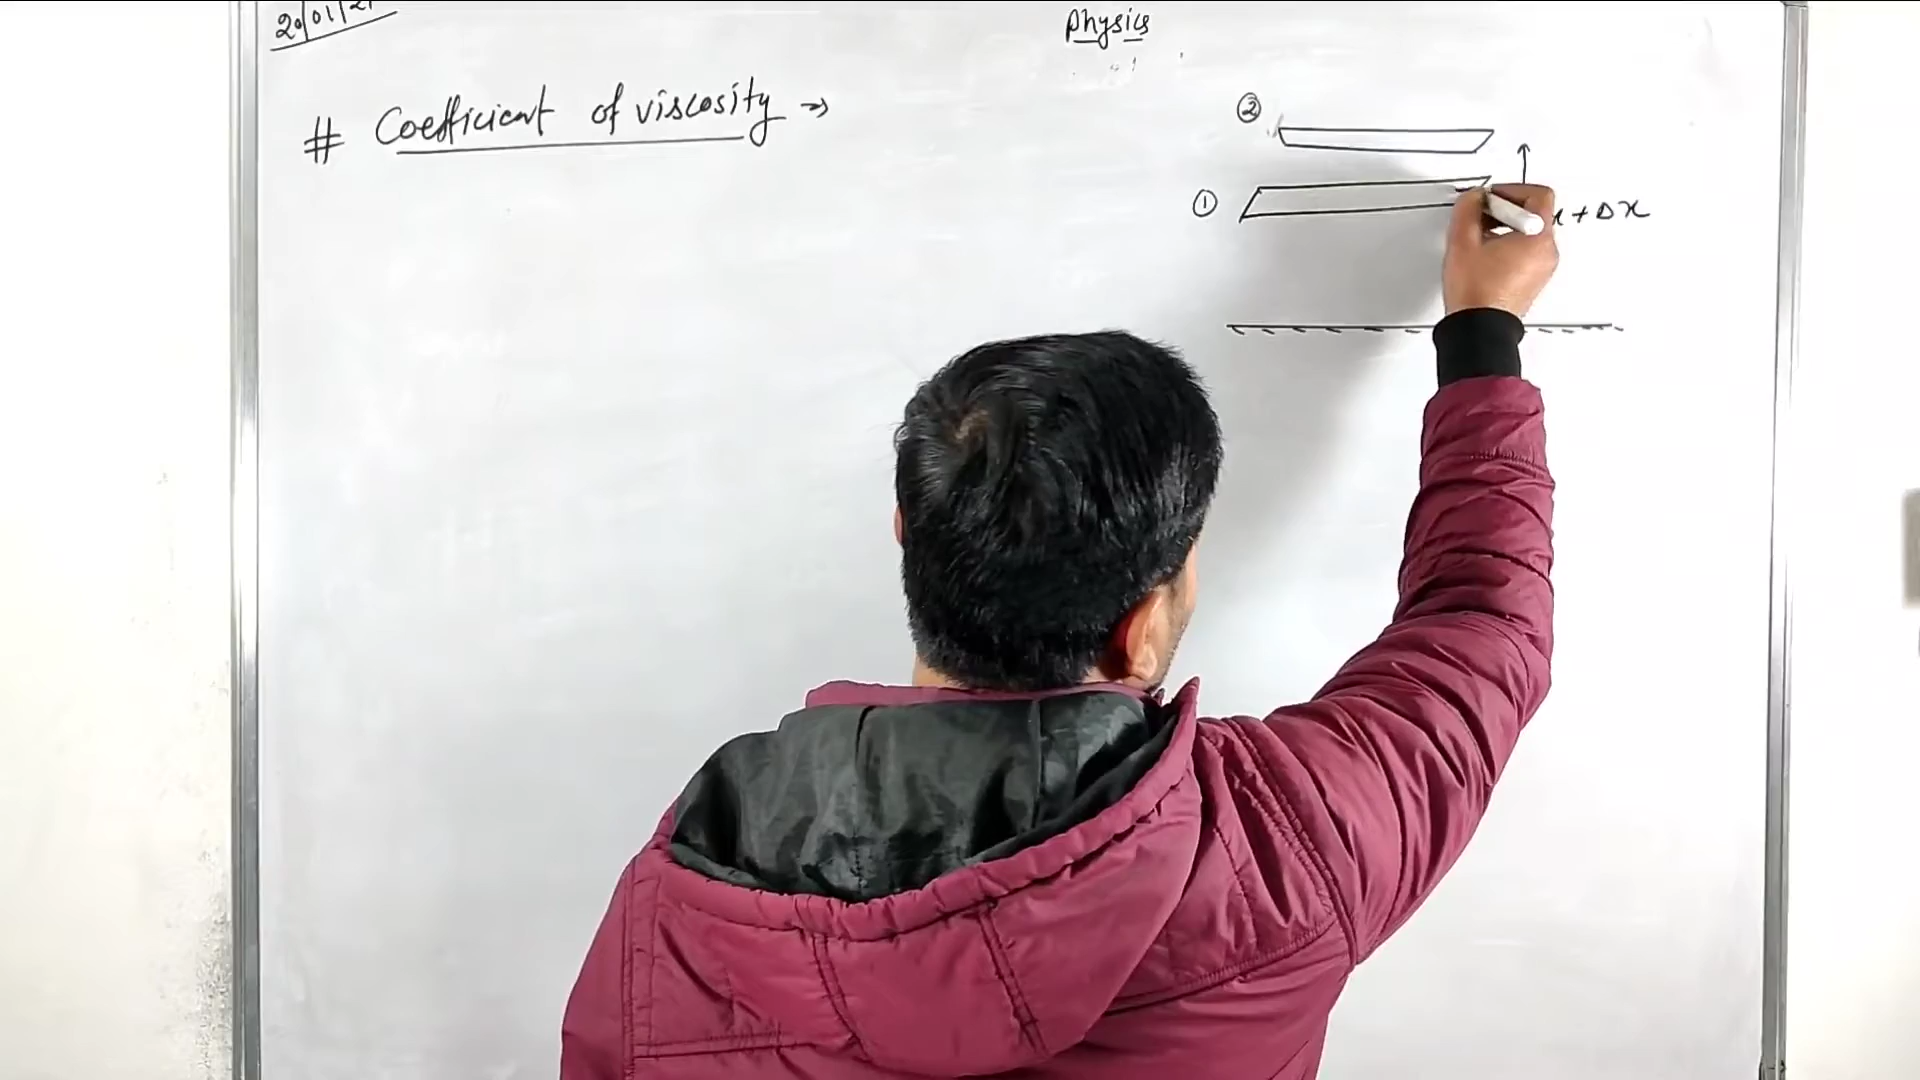 20/01/21
Physics
# Coefficient of viscosity →
②
①
x + Δx